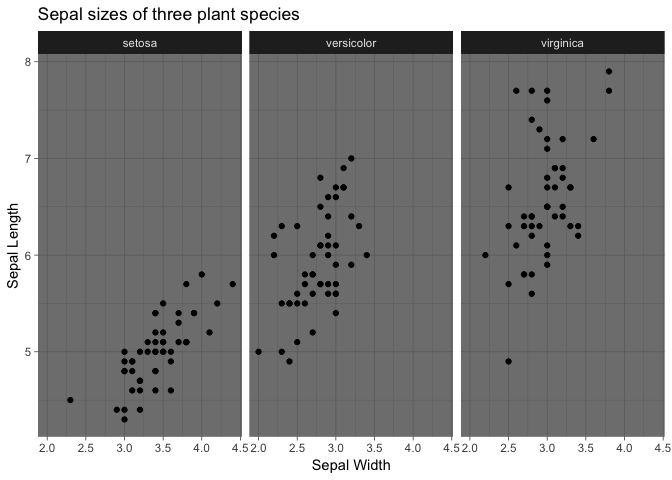 Sepal sizes of three plant species
setosa versicolor virginica
8
7
6
5
Sepal Length
2.0 2.5 3.0 3.5 4.0 4.5 2.0 2.5 3.0 3.5 4.0 4.5 2.0 2.5 3.0 3.5 4.0 4.5
Sepal Width